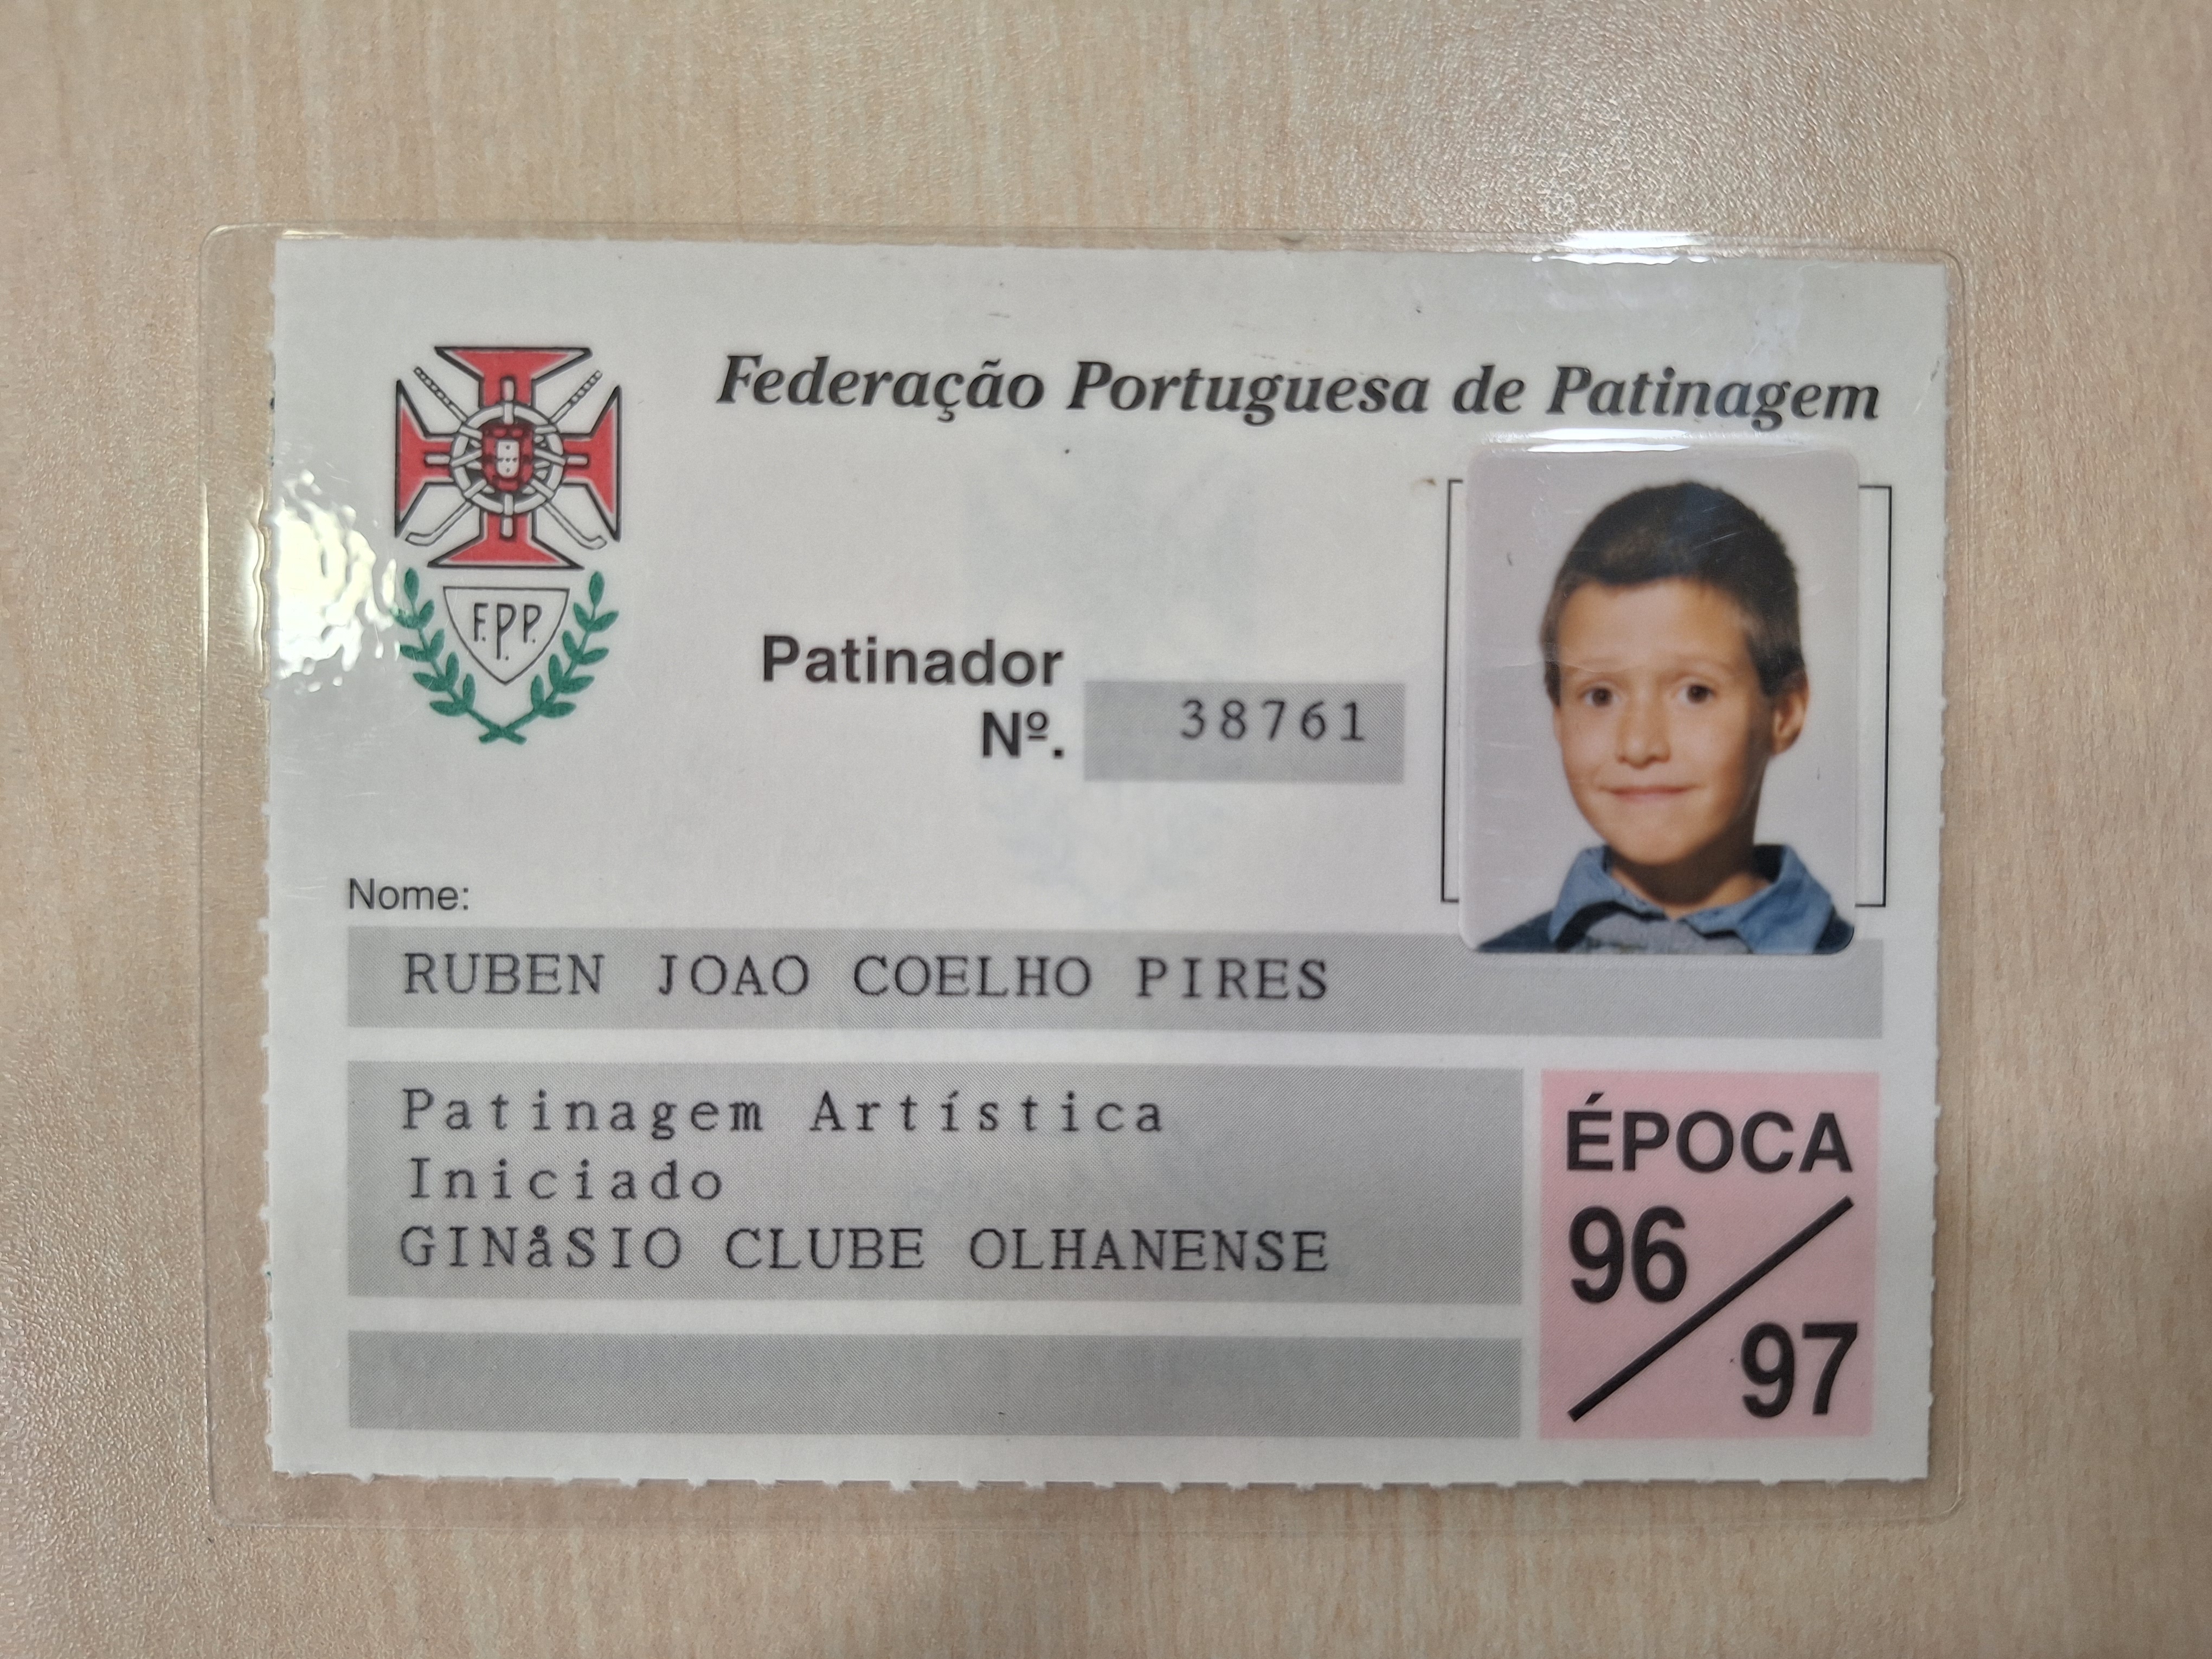 Federação Portuguesa de Patinagem
F.P.P.
Patinador
Nº. 38761
Nome:
RUBEN JOAO COELHO PIRES
Patinagem Artística
Iniciado
GINåSIO CLUBE OLHANENSE
ÉPOCA
96/97